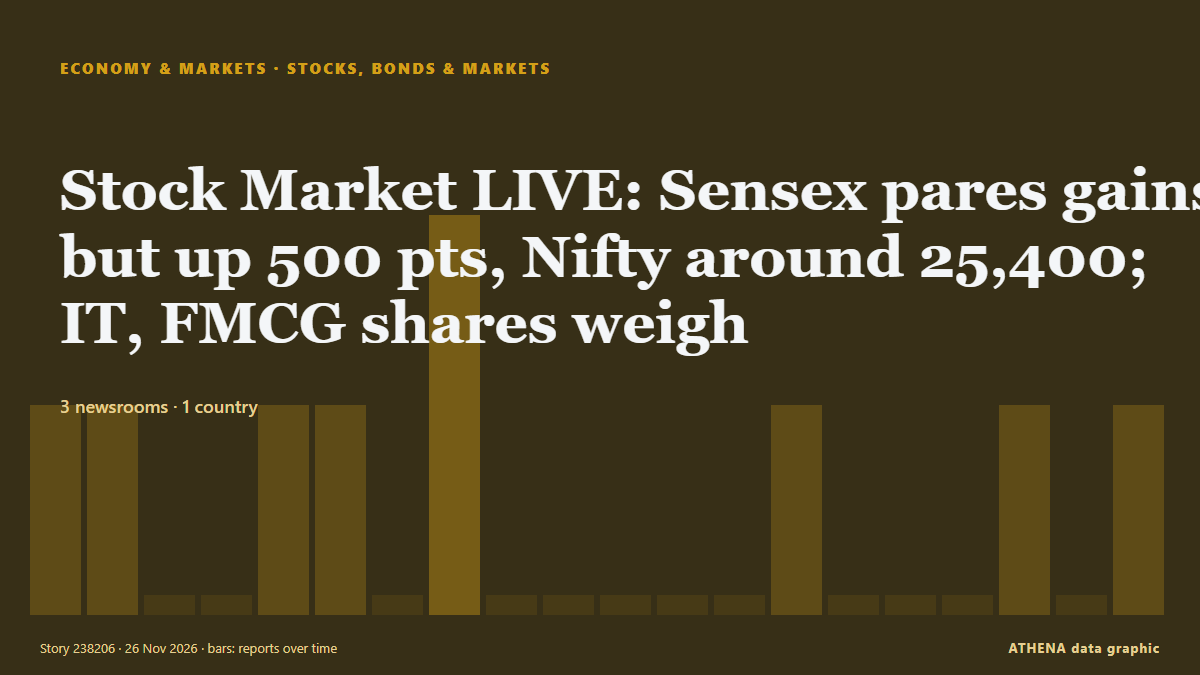 ECONOMY & MARKETS · STOCKS, BONDS & MARKETS
Stock Market LIVE: Sensex pares gains
but up 500 pts, Nifty around 25,400;
IT, FMCG shares weigh
3 newsrooms · 1 country
Story 238206 · 26 Nov 2026 · bars: reports over time
ATHENA data graphic